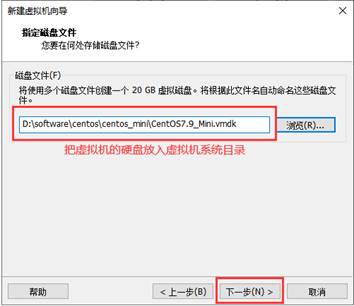 新建虚拟机向导
指定磁盘文件
您要在何处存储磁盘文件?
磁盘文件(F)
将使用多个磁盘文件创建一个 20 GB 虚拟磁盘。将根据此文件名自动命名这些磁盘文
件。
D:\software\centos\centos_mini\CentOS7.9_Mini.vmdk
浏览(R)...
把虚拟机的硬盘放入虚拟机系统目录
帮助
< 上一步(B)
下一步(N) >
取消